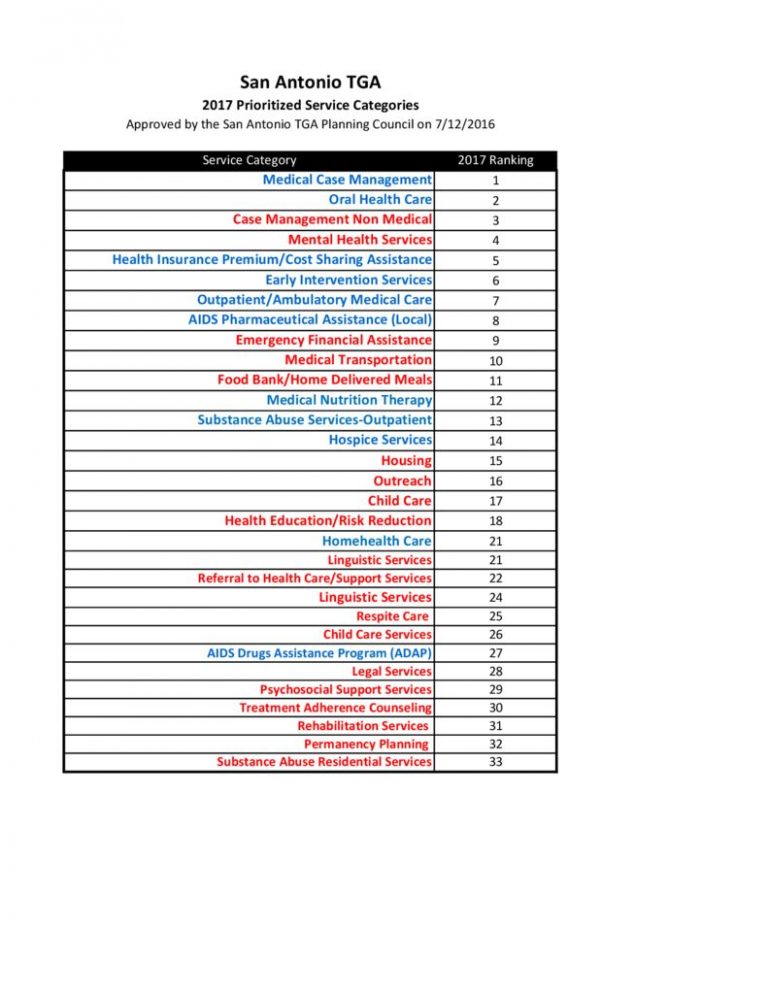 San Antonio TGA
2017 Prioritized Service Categories
Approved by the San Antonio TGA Planning Council on 7/12/2016
Service Category 2017 Ranking
Medical Case Management 1
Oral Health Care 2
Case Management Non Medical 3
Mental Health Services 4
Health Insurance Premium/Cost Sharing Assistance 5
Early Intervention Services 6
Outpatient/Ambulatory Medical Care 7
AIDS Pharmaceutical Assistance (Local) 8
Emergency Financial Assistance 9
Medical Transportation 10
Food Bank/Home Delivered Meals 11
Medical Nutrition Therapy 12
Substance Abuse Services-Outpatient 13
Hospice Services 14
Housing 15
Outreach 16
Child Care 17
Health Education/Risk Reduction 18
Homehealth Care 21
Linguistic Services 21
Referral to Health Care/Support Services 22
Linguistic Services 24
Respite Care 25
Child Care Services 26
AIDS Drugs Assistance Program (ADAP) 27
Legal Services 28
Psychosocial Support Services 29
Treatment Adherence Counseling 30
Rehabilitation Services 31
Permanency Planning 32
Substance Abuse Residential Services 33